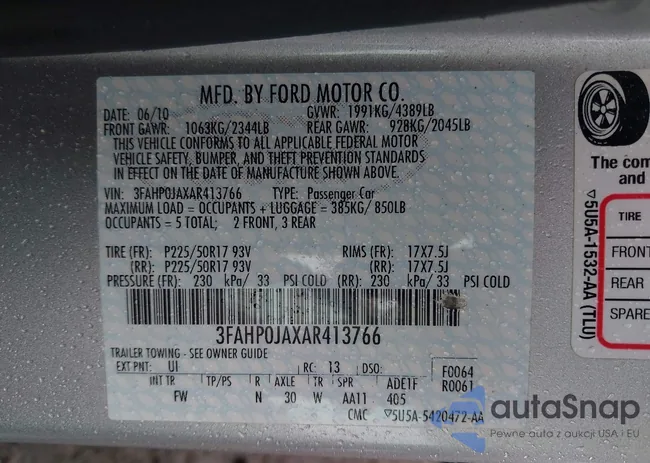 MFD. BY FORD MOTOR CO.
DATE: 06/10 GVWR: 1991KG/4389LB
FRONT GAWR: 1063KG/2344LB REAR GAWR: 928KG/2045LB
THIS VEHICLE CONFORMS TO ALL APPLICABLE FEDERAL MOTOR
VEHICLE SAFETY, BUMPER, AND THEFT PREVENTION STANDARDS
IN EFFECT ON THE DATE OF MANUFACTURE SHOWN ABOVE.
VIN: 3FAHP0JAXAR413766 TYPE: Passenger Car
MAXIMUM LOAD = OCCUPANTS + LUGGAGE = 385KG/850LB
OCCUPANTS = 5 TOTAL; 2 FRONT, 3 REAR
TIRE (FR): P225/50R17 93V RIMS (FR): 17X7.5J
(RR): P225/50R17 93V (RR): 17X7.5J
PRESSURE (FR): 230 kPa/ 33 PSI COLD (RR): 230 kPa/ 33 PSI COLD
3FAHP0JAXAR413766
TRAILER TOWING - SEE OWNER GUIDE
EXT PNT: UI RC: 13 DSO: F0064
R0061
INT TR TP/PS R AXLE TR SPR ADE1F
FW N 30 W AA11 405
CMC ▽5U5A-5420472-AA
▽5U5A-1532-AA (TLU)
The com
and
TIRE
FRONT
REAR
SPARE
autaSnap
Pewne auto z aukcji USA i EU